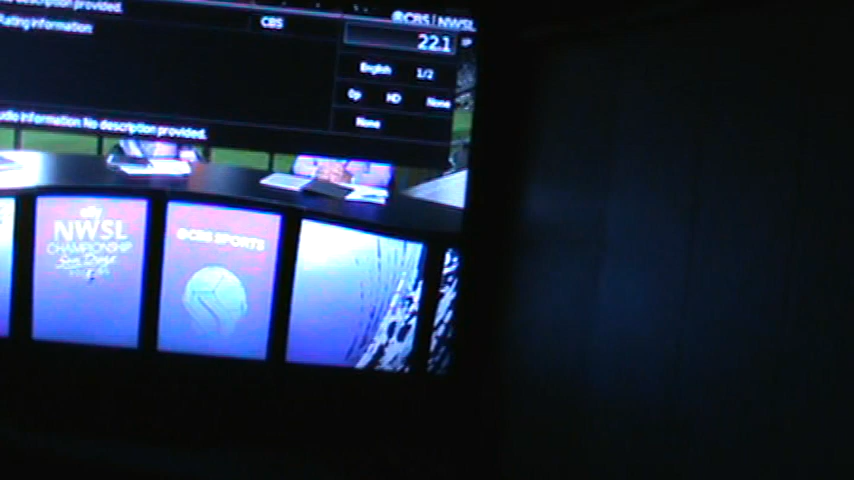 description provided.
CBS NWSL
Rating information:
CBS
22.1
English 1/2
0p HD None
None
Audio Information: No description provided.
NWSL
CHAMPIONSHIP
San Diego
CBS SPORTS